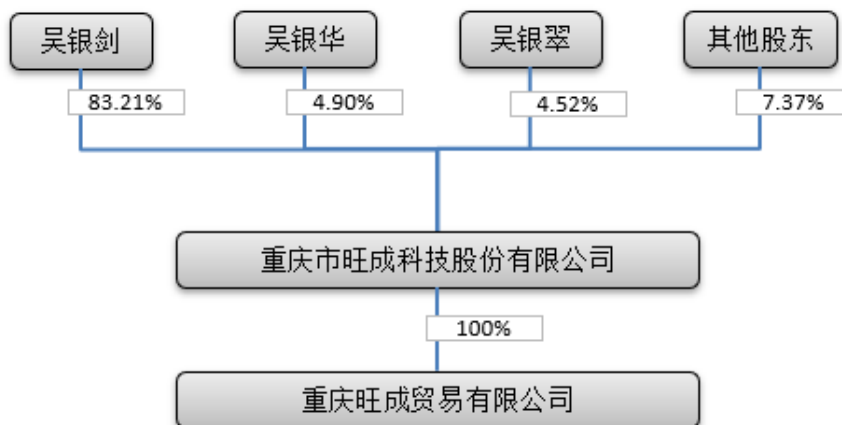 吴银剑
吴银华
吴银翠
其他股东
83.21%
4.90%
4.52%
7.37%
重庆市旺成科技股份有限公司
100%
重庆旺成贸易有限公司